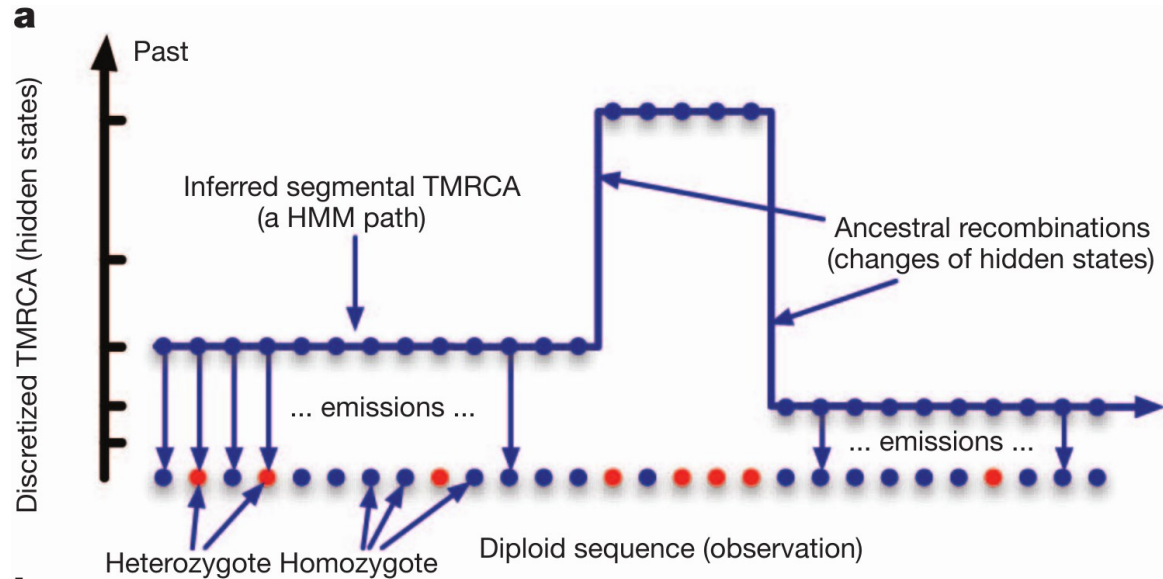 a
Past
Discretized TMRCA (hidden states)
Inferred segmental TMRCA
(a HMM path)
Ancestral recombinations
(changes of hidden states)
... emissions ...
... emissions ...
Heterozygote Homozygote
Diploid sequence (observation)